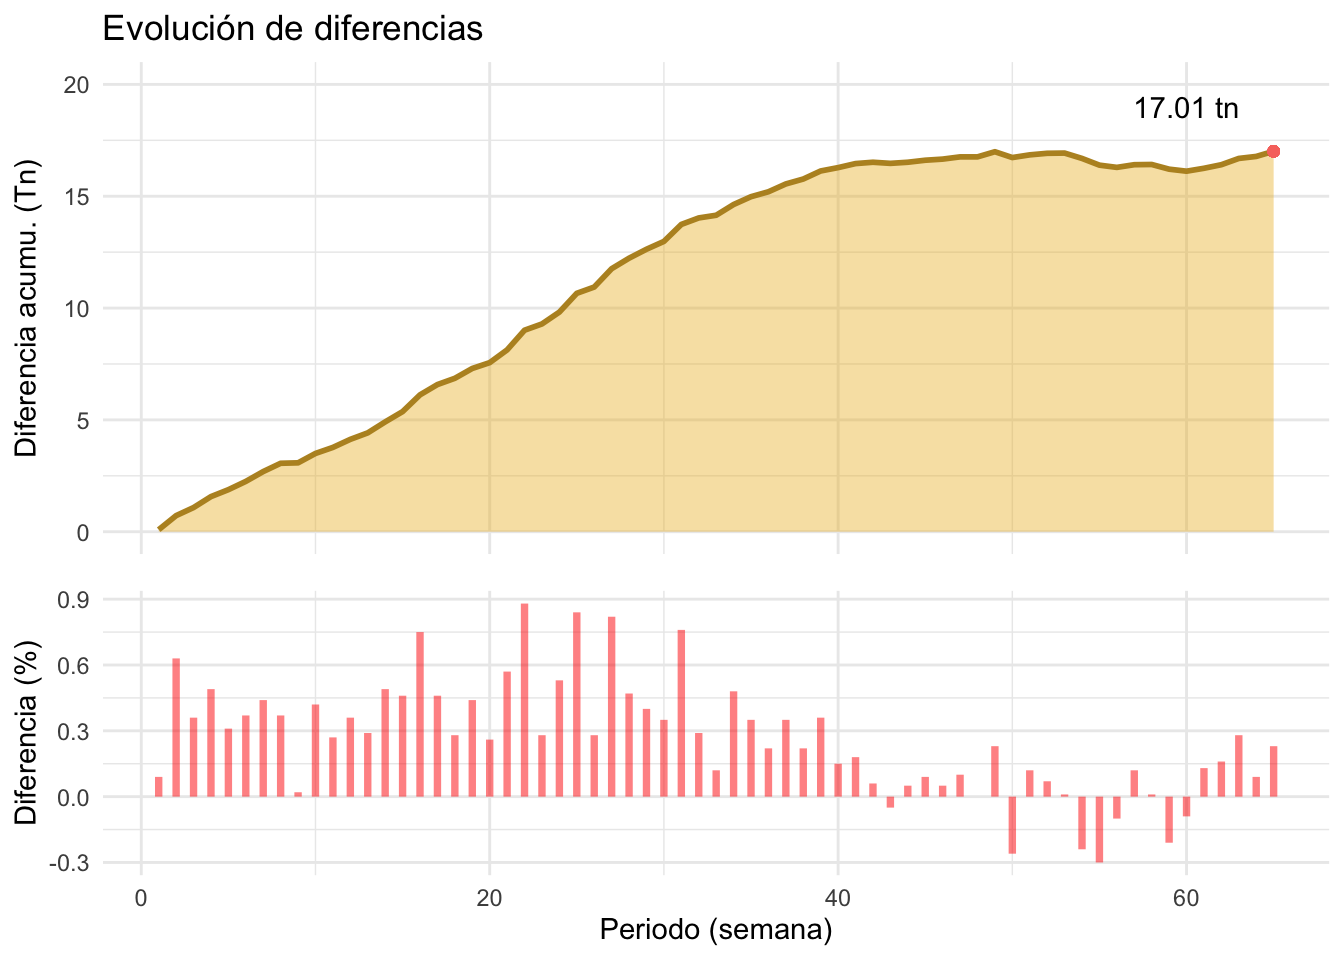 Evolución de diferencias
Diferencia acumu. (Tn)
20
15
10
5
0
17.01 tn
Diferencia (%)
0.9
0.6
0.3
0.0
-0.3
0
20
40
60
Periodo (semana)